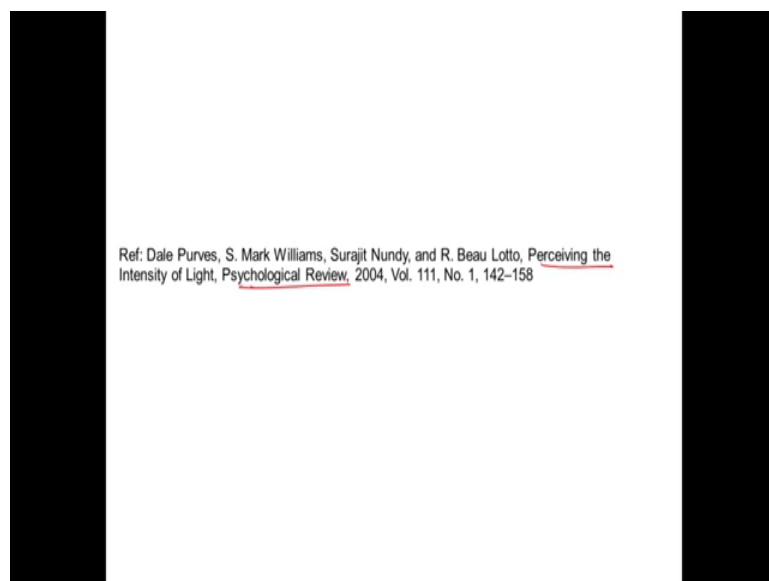 Ref: Dale Purves, S. Mark Williams, Surajit Nundy, and R. Beau Lotto, Perceiving the
Intensity of Light, Psychological Review, 2004, Vol. 111, No. 1, 142–158